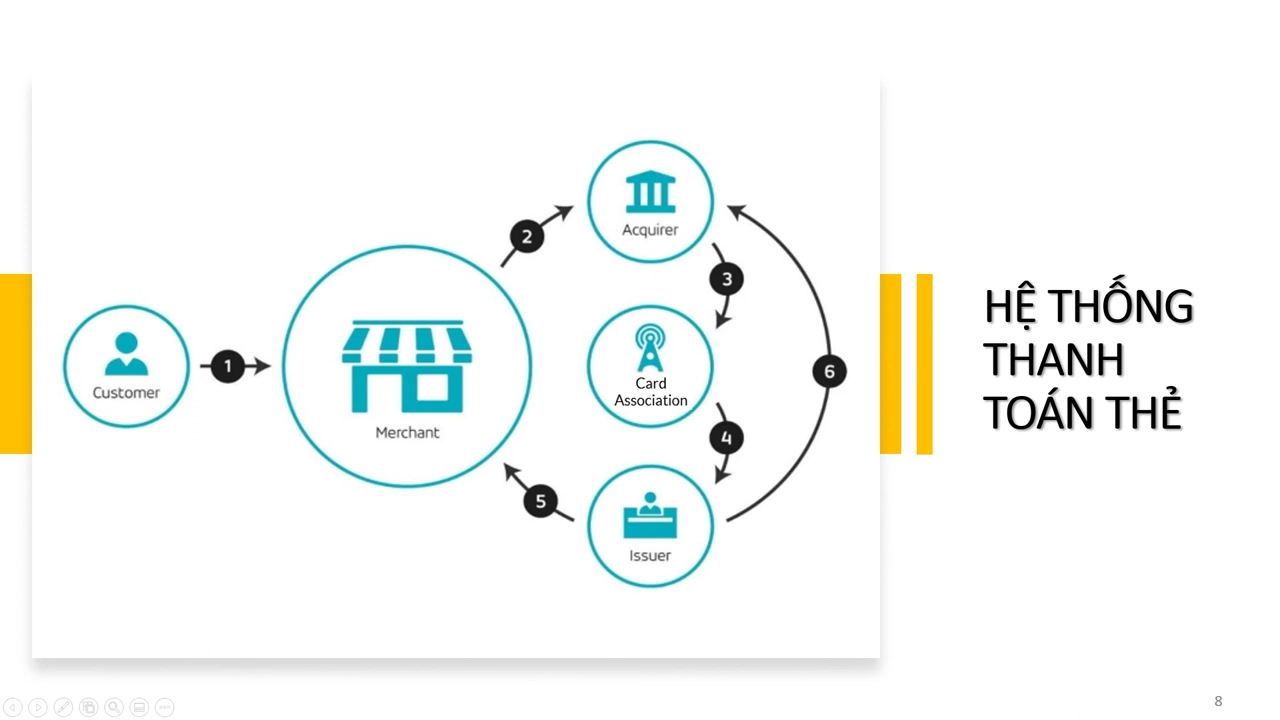 Customer
1
Merchant
2
Acquirer
3
Card
Association
4
5
Issuer
6
HỆ THỐNG
THANH
TOÁN THẺ
8